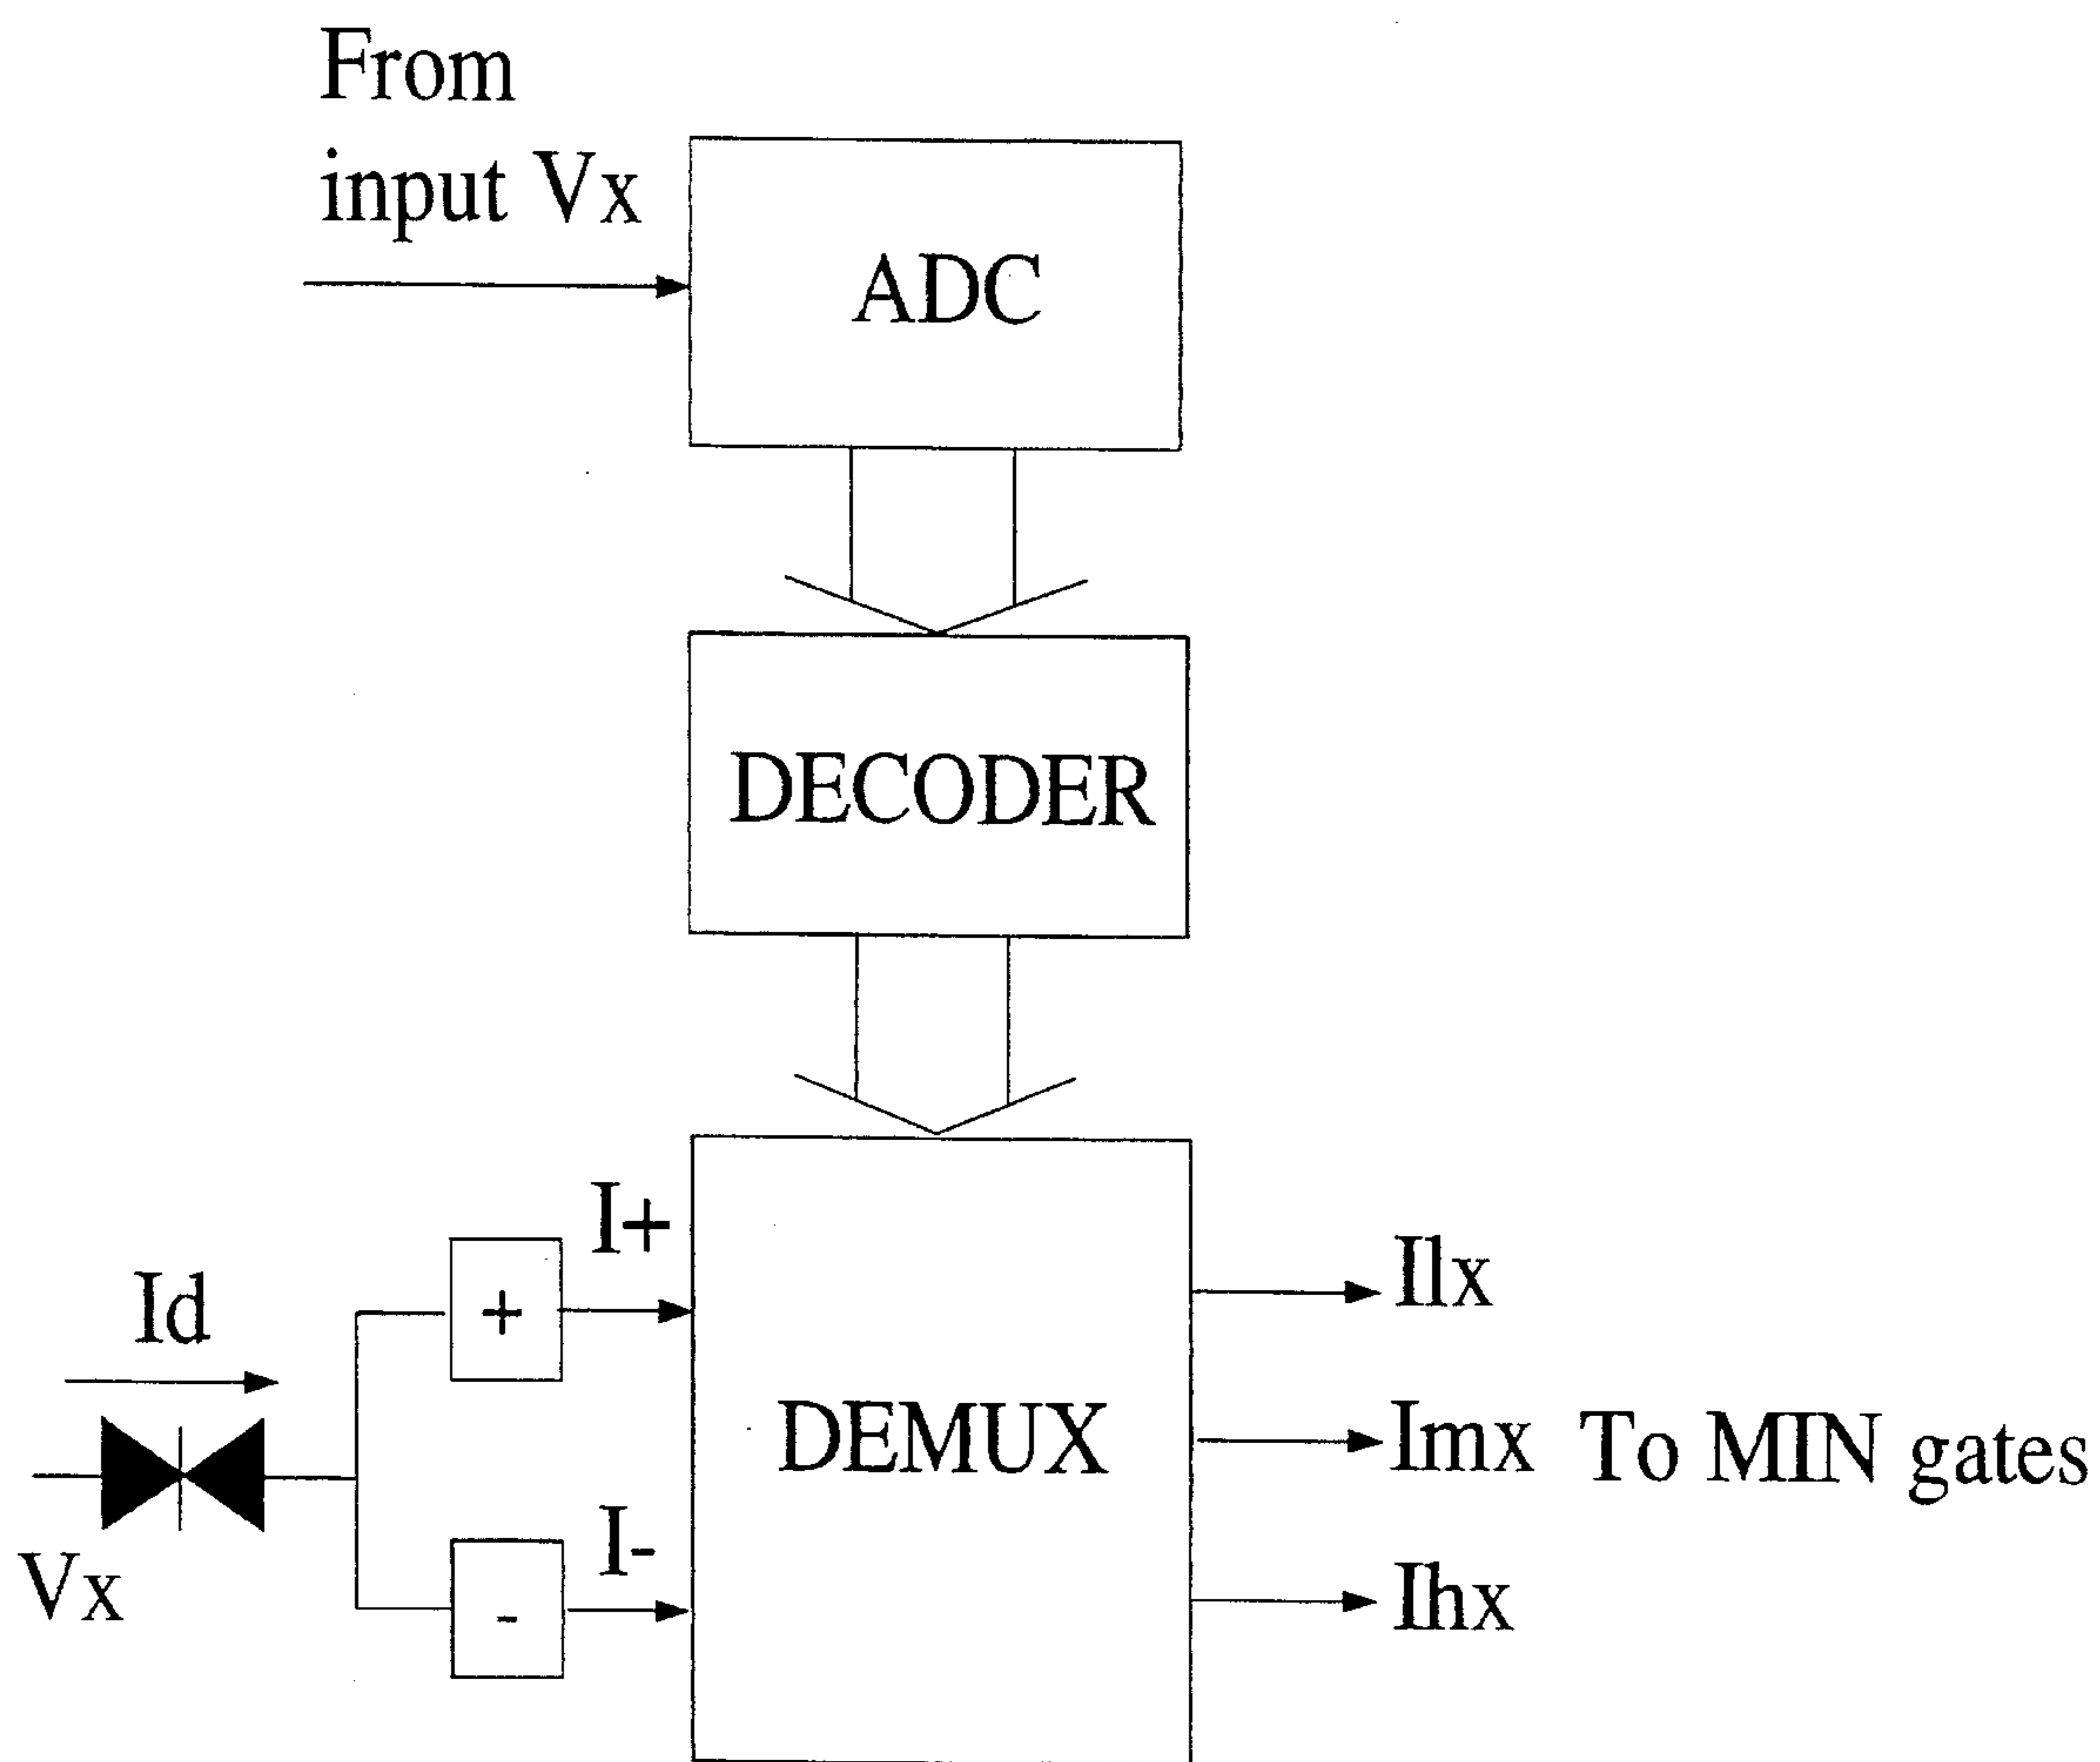 From
input Vx
ADC
DECODER
I+
Id
+
Ilx
DEMUX
Imx To MIN gates
I-
Vx
-
Ihx